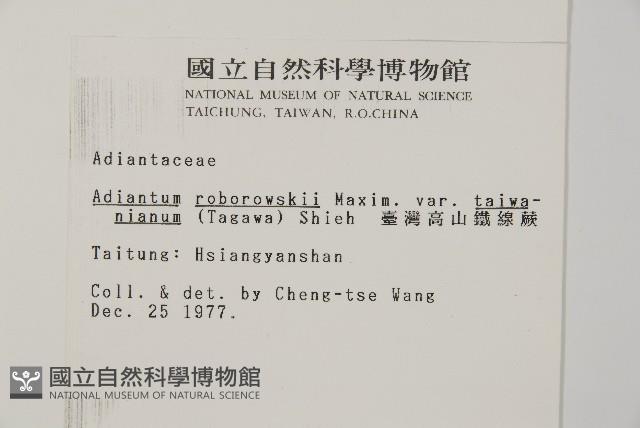 國立自然科學博物館
NATIONAL MUSEUM OF NATURAL SCIENCE
TAICHUNG, TAIWAN, R.O.CHINA
Adiantaceae
Adiantum roborowskii Maxim. var. taiwa-
nianum (Tagawa) Shieh 臺灣高山鐵線蕨
Taitung: Hsiangyanshan
Coll. & det. by Cheng-tse Wang
Dec. 25 1977.
國立自然科學博物館
NATIONAL MUSEUM OF NATURAL SCIENCE